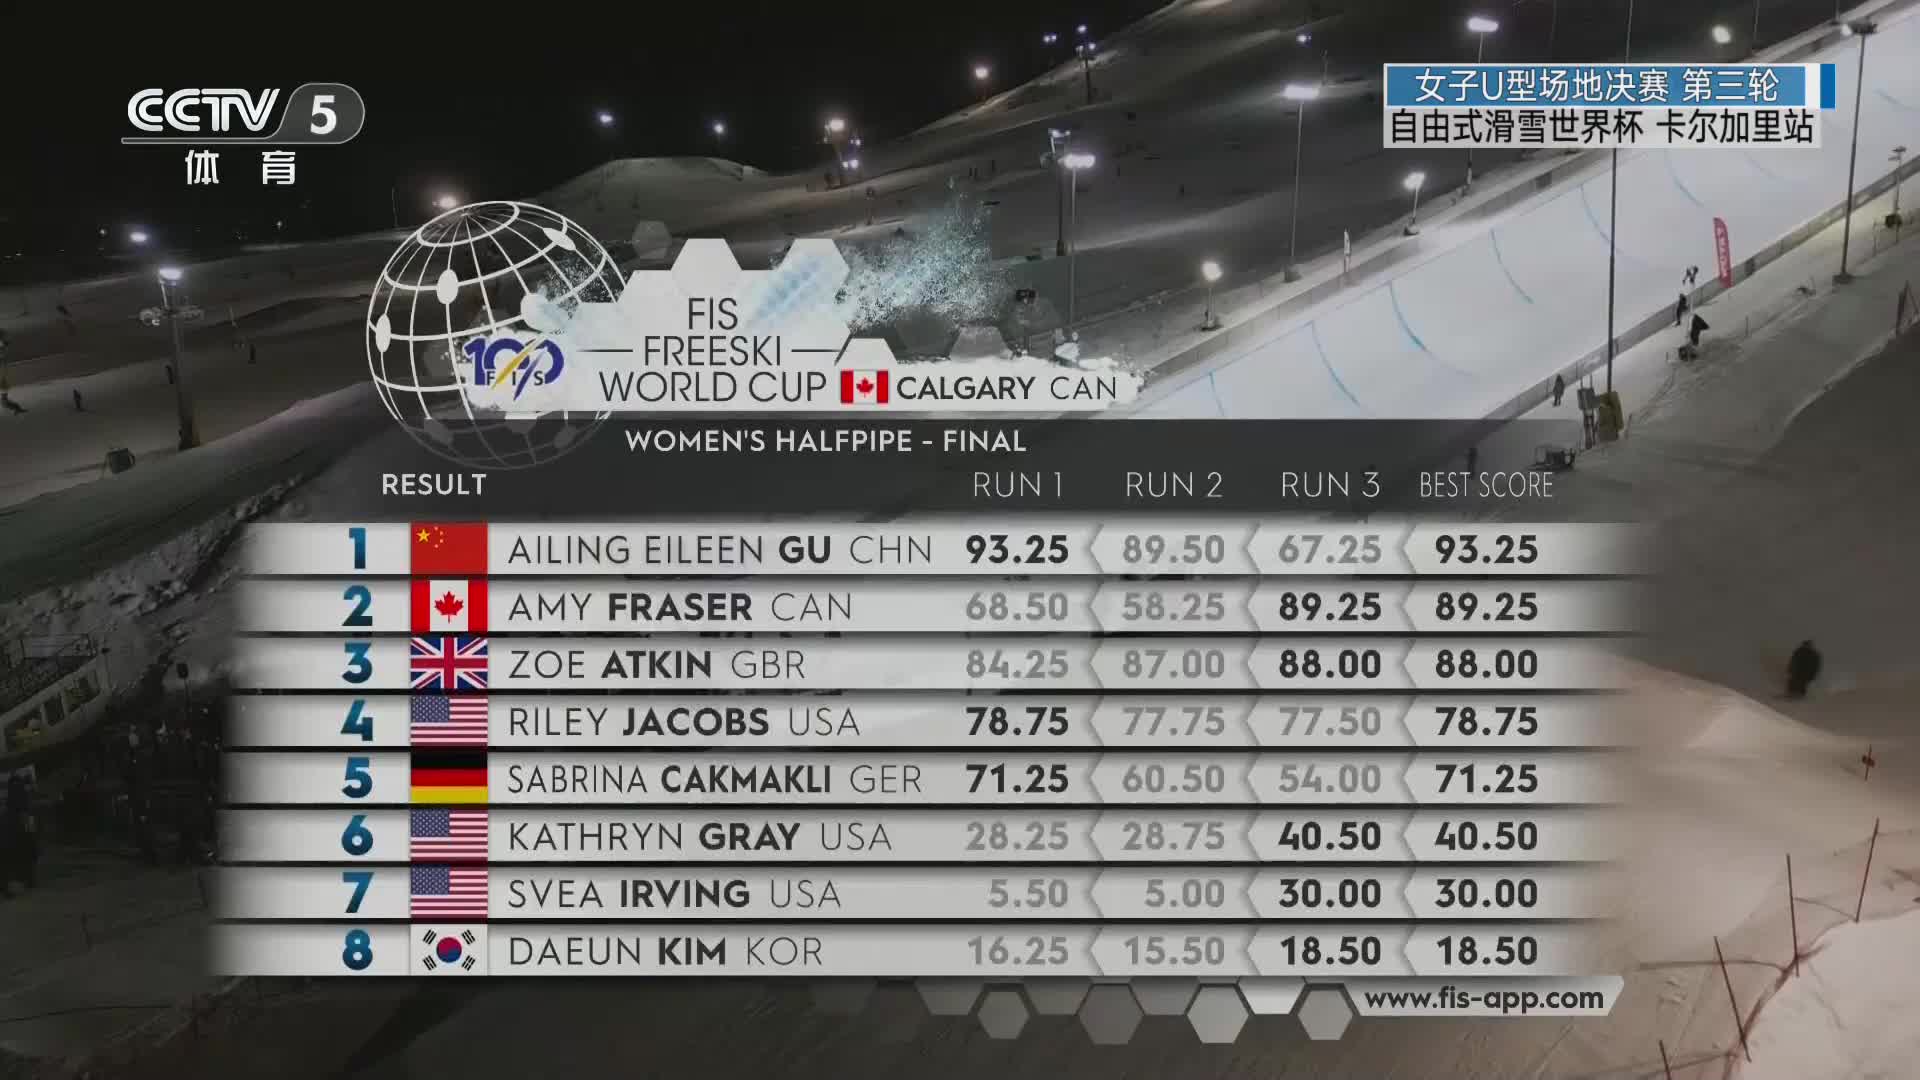 CCTV 5
体 育
女子U型场地决赛 第三轮
自由式滑雪世界杯 卡尔加里站
100
FIS
FIS
FREESKI
WORLD CUP
CALGARY CAN
WOMEN'S HALFPIPE - FINAL
RESULT RUN 1 RUN 2 RUN 3 BEST SCORE
1 AILING EILEEN GU CHN 93.25 89.50 67.25 93.25
2 AMY FRASER CAN 68.50 58.25 89.25 89.25
3 ZOE ATKIN GBR 84.25 87.00 88.00 88.00
4 RILEY JACOBS USA 78.75 77.75 77.50 78.75
5 SABRINA CAKMAKLI GER 71.25 60.50 54.00 71.25
6 KATHRYN GRAY USA 28.25 28.75 40.50 40.50
7 SVEA IRVING USA 5.50 5.00 30.00 30.00
8 DAEUN KIM KOR 16.25 15.50 18.50 18.50
www.fis-app.com